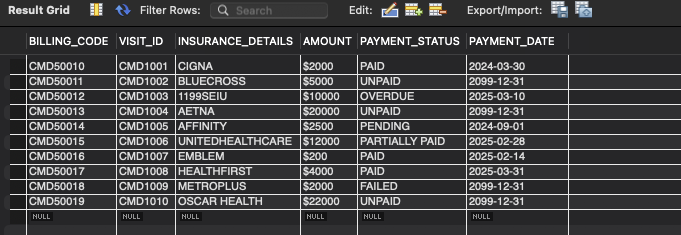 Result Grid Filter Rows: Search Edit: Export/Import:
BILLING_CODE VISIT_ID INSURANCE_DETAILS AMOUNT PAYMENT_STATUS PAYMENT_DATE
CMD50010 CMD1001 CIGNA $2000 PAID 2024-03-30
CMD50011 CMD1002 BLUECROSS $5000 UNPAID 2099-12-31
CMD50012 CMD1003 1199SEIU $10000 OVERDUE 2025-03-10
CMD50013 CMD1004 AETNA $20000 UNPAID 2099-12-31
CMD50014 CMD1005 AFFINITY $2500 PENDING 2024-09-01
CMD50015 CMD1006 UNITEDHEALTHCARE $12000 PARTIALLY PAID 2025-02-28
CMD50016 CMD1007 EMBLEM $200 PAID 2025-02-14
CMD50017 CMD1008 HEALTHFIRST $4000 PAID 2025-03-31
CMD50018 CMD1009 METROPLUS $2000 FAILED 2099-12-31
CMD50019 CMD1010 OSCAR HEALTH $22000 UNPAID 2099-12-31
NULL NULL NULL NULL NULL NULL